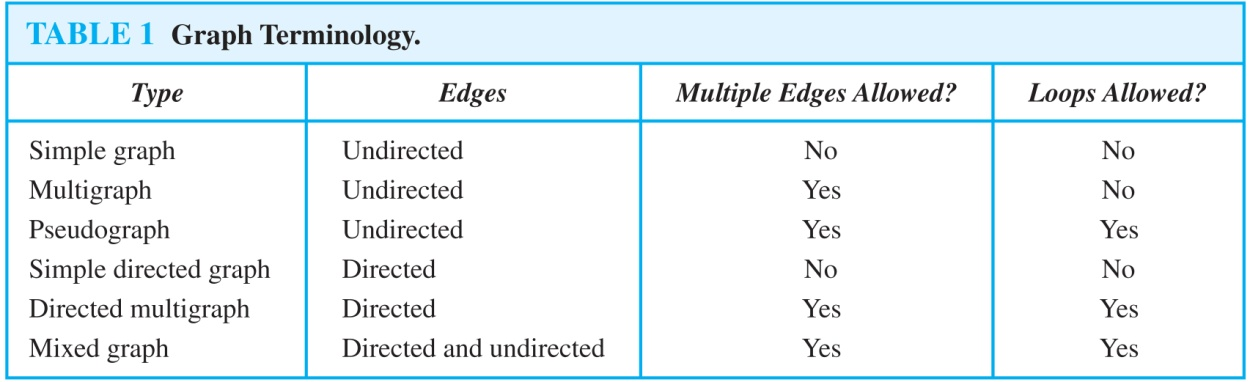 TABLE 1 Graph Terminology.
Type Edges Multiple Edges Allowed? Loops Allowed?
Simple graph Undirected No No
Multigraph Undirected Yes No
Pseudograph Undirected Yes Yes
Simple directed graph Directed No No
Directed multigraph Directed Yes Yes
Mixed graph Directed and undirected Yes Yes